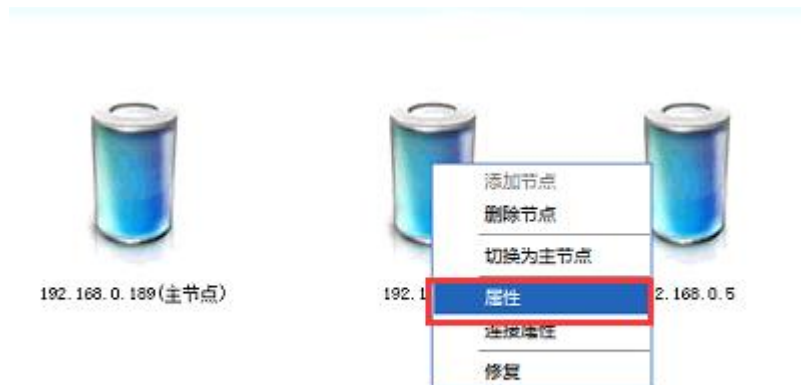 添加节点
删除节点
切换为主节点
属性
连接属性
修复
192.168.0.189(主节点)
192.1
2.168.0.5